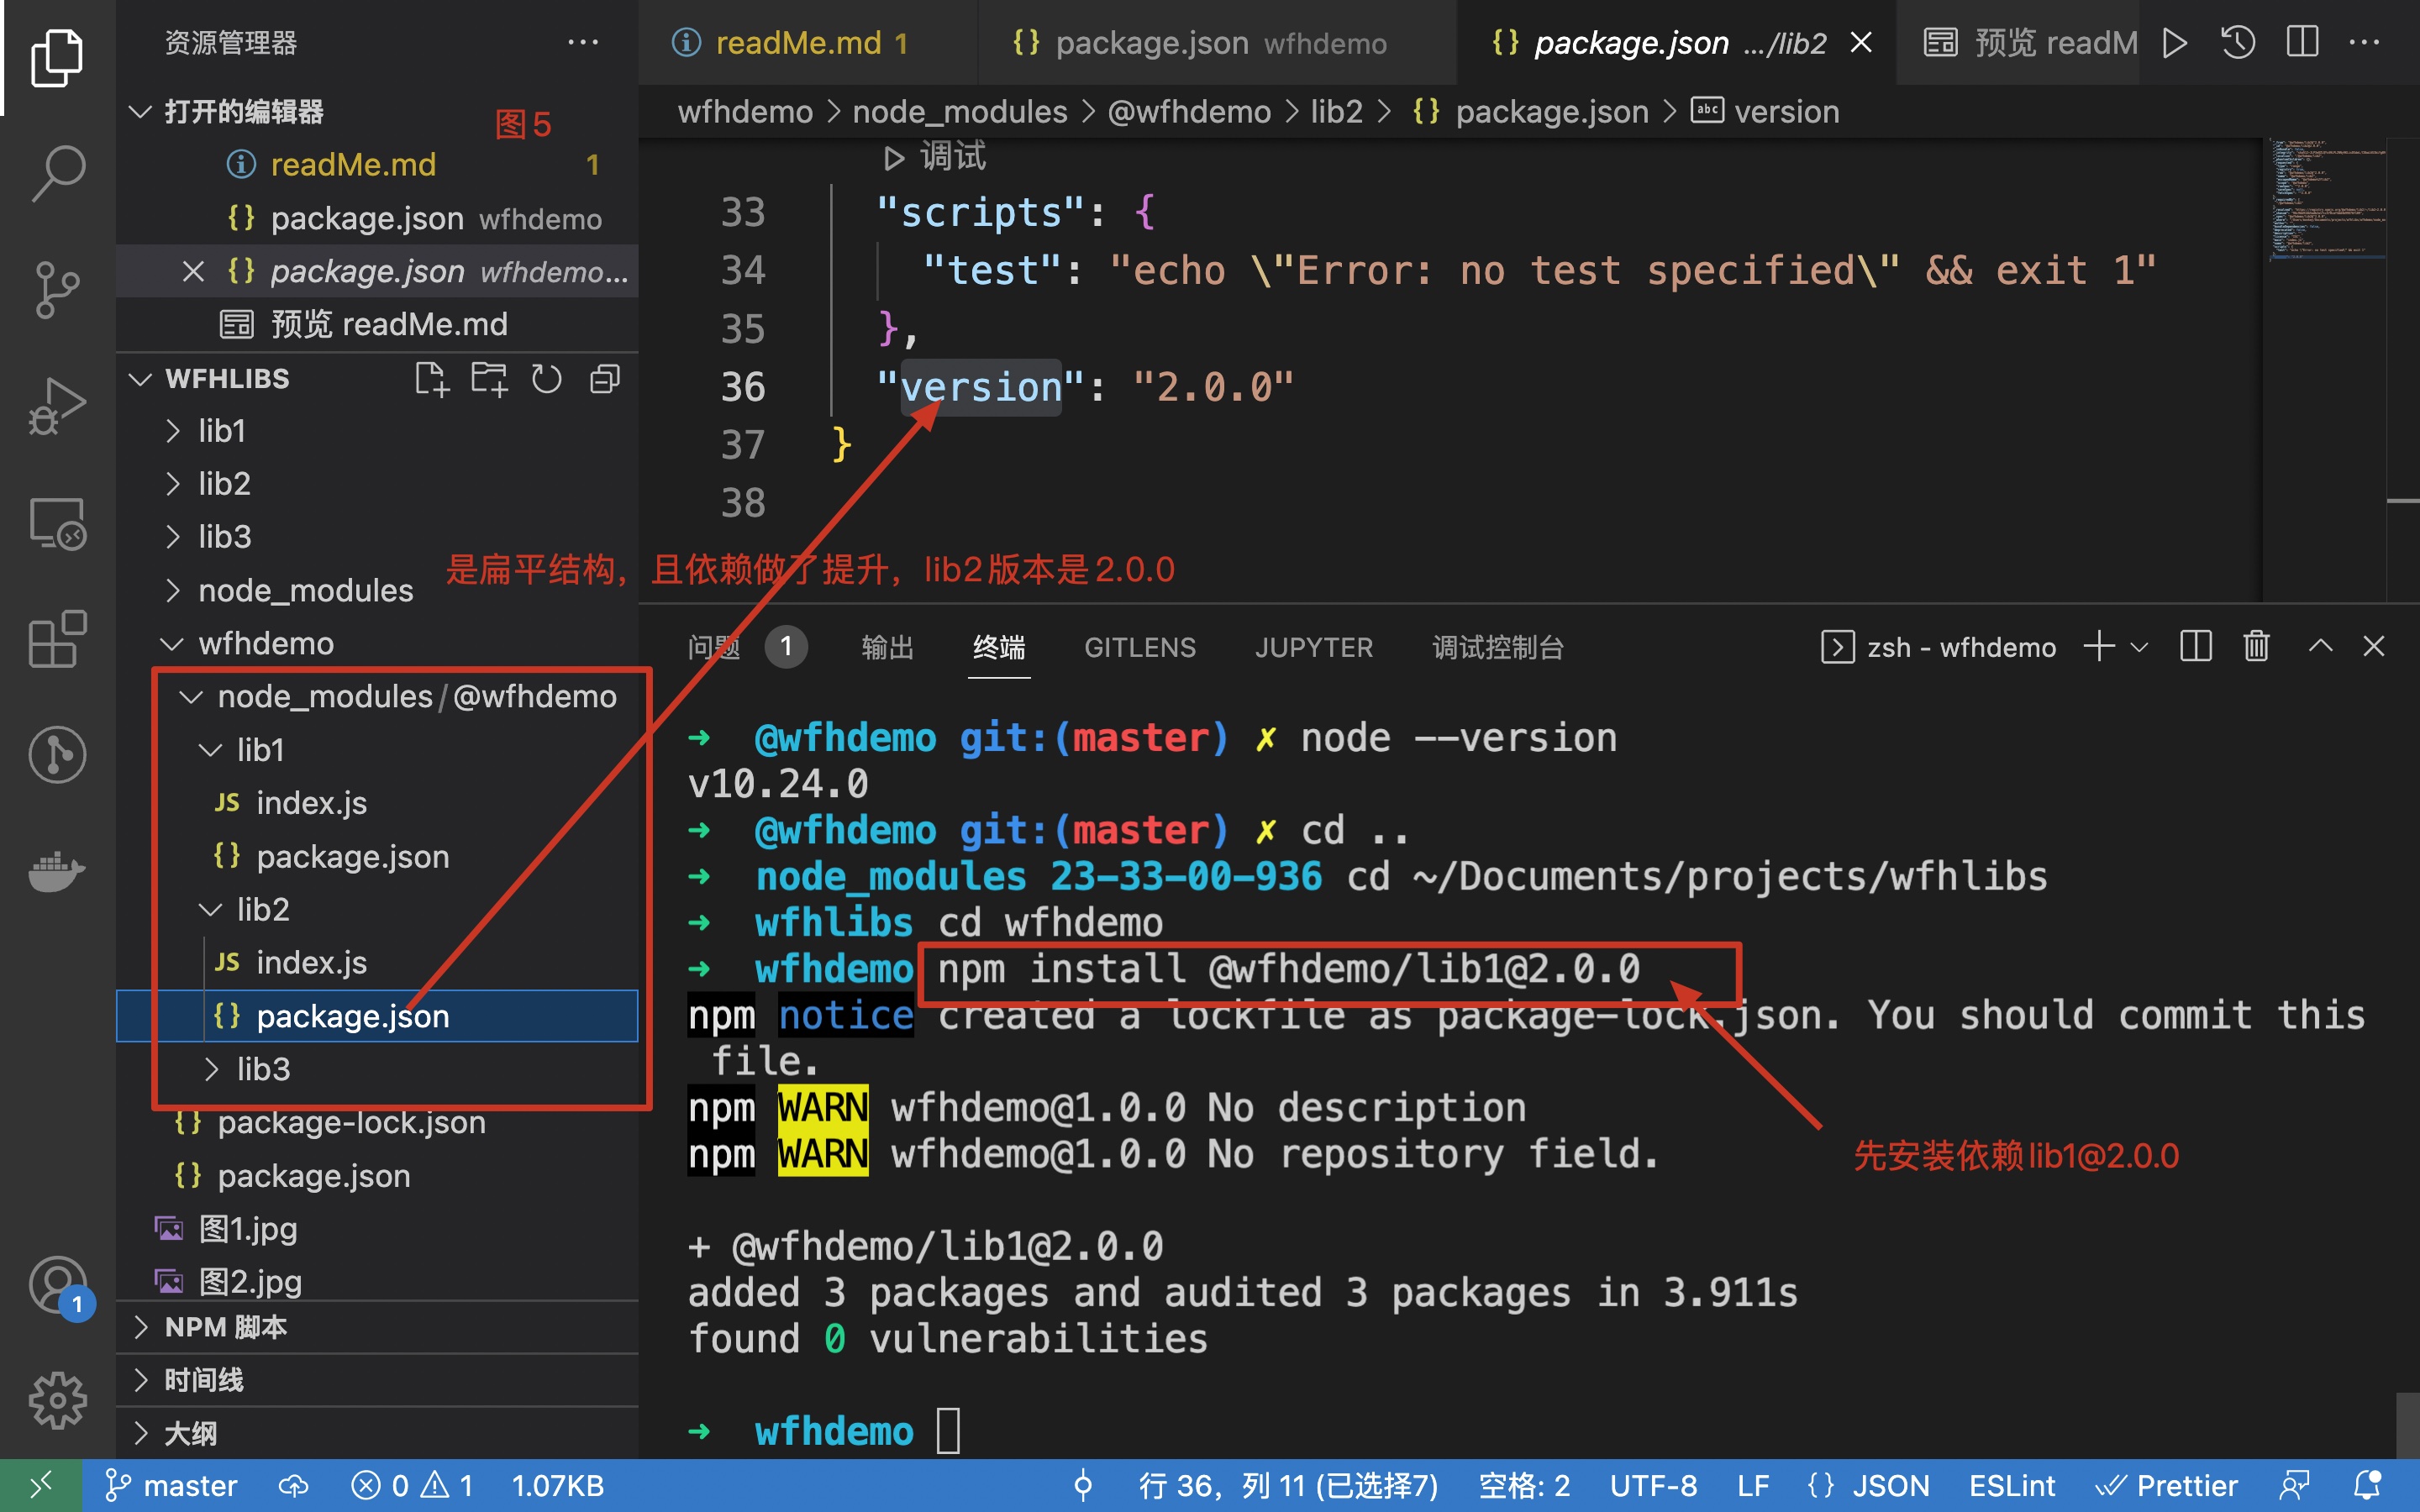 资源管理器
打开的编辑器
图5
readMe.md 1
package.json wfhdemo
package.json wfhdemo...
预览 readMe.md
WFHLIBS
lib1
lib2
lib3
node_modules
wfhdemo
node_modules/@wfhdemo
lib1
JS index.js
{} package.json
lib2
JS index.js
{} package.json
lib3
{} package-lock.json
{} package.json
图1.jpg
图2.jpg
NPM 脚本
时间线
大纲
readMe.md 1
{} package.json wfhdemo
{} package.json .../lib2
预览 readM
wfhdemo > node_modules > @wfhdemo > lib2 > {} package.json > abc version
调试
33 "scripts": {
34 "test": "echo \"Error: no test specified\" && exit 1"
35 },
36 "version": "2.0.0"
37 }
38
是扁平结构，且依赖做了提升，lib2版本是2.0.0
问题 1 输出 终端 GITLENS JUPYTER 调试控制台
zsh - wfhdemo
➜ @wfhdemo git:(master) ✗ node --version
v10.24.0
➜ @wfhdemo git:(master) ✗ cd ..
➜ node_modules 23-33-00-936 cd ~/Documents/projects/wfhlibs
➜ wfhlibs cd wfhdemo
➜ wfhdemo npm install @wfhdemo/lib1@2.0.0
npm notice created a lockfile as package-lock.json. You should commit this
file.
npm WARN wfhdemo@1.0.0 No description
npm WARN wfhdemo@1.0.0 No repository field.
先安装依赖lib1@2.0.0
+ @wfhdemo/lib1@2.0.0
added 3 packages and audited 3 packages in 3.911s
found 0 vulnerabilities
➜ wfhdemo
1
master 0 1 1.07KB 行 36，列 11 (已选择7) 空格: 2 UTF-8 LF {} JSON ESLint Prettier